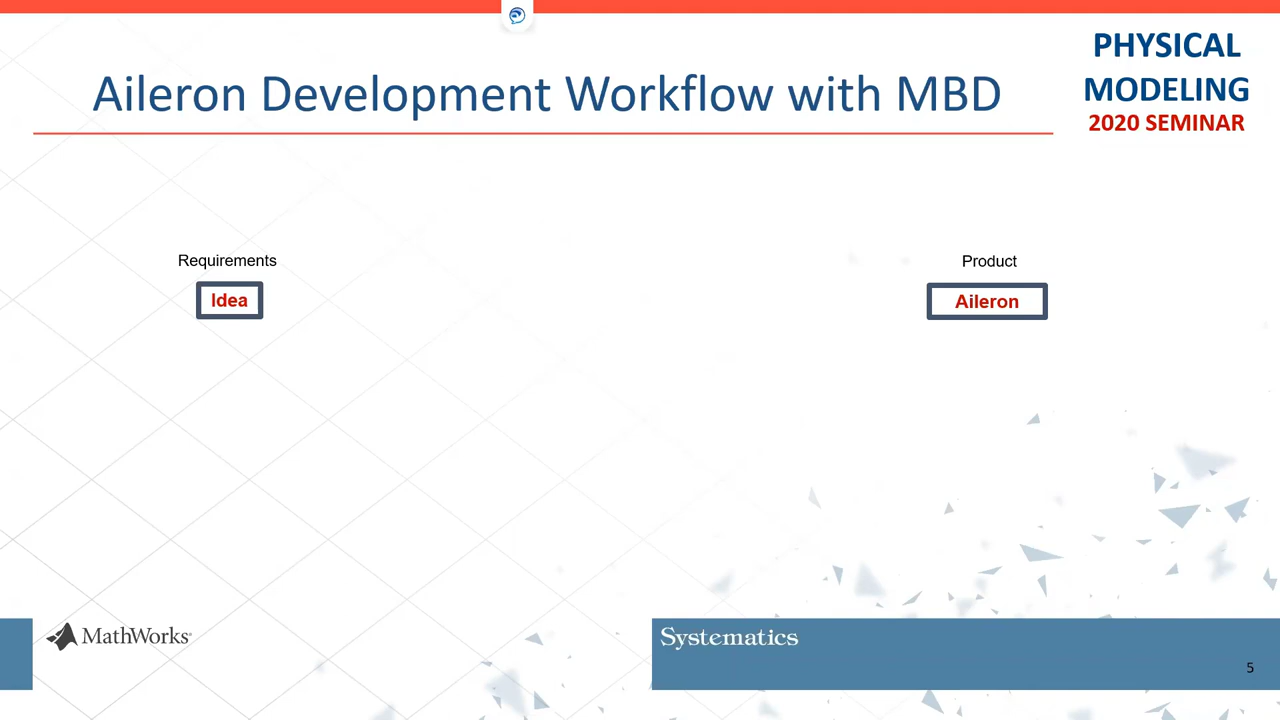 Aileron Development Workflow with MBD
PHYSICAL
MODELING
2020 SEMINAR
Requirements
Idea
Product
Aileron
MathWorks®
Systematics
5